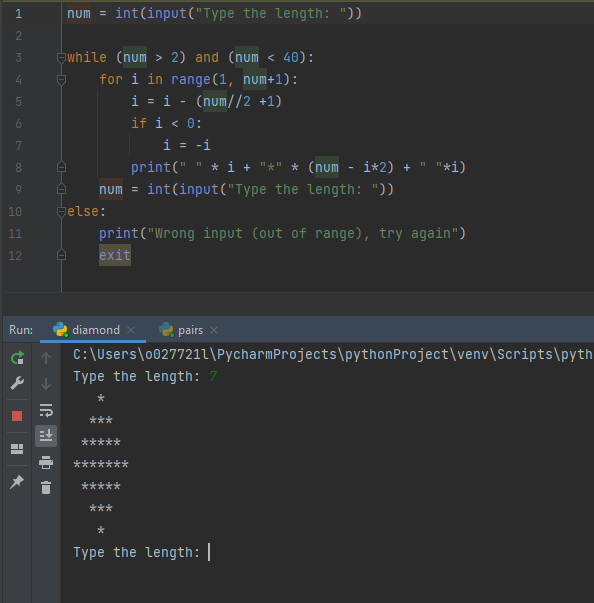 1 num = int(input("Type the length: "))
2
3 while (num > 2) and (num < 40):
4     for i in range(1, num+1):
5         i = i - (num//2 +1)
6         if i < 0:
7             i = -i
8         print(" " * i + "*" * (num - i*2) + " "*i)
9     num = int(input("Type the length: "))
10 else:
11     print("Wrong input (out of range), try again")
12     exit
Run: diamond × pairs ×
C:\Users\o027721l\PycharmProjects\pythonProject\venv\Scripts\pyth
Type the length: 7
   *
  ***
 *****
*******
 *****
  ***
   *
Type the length: